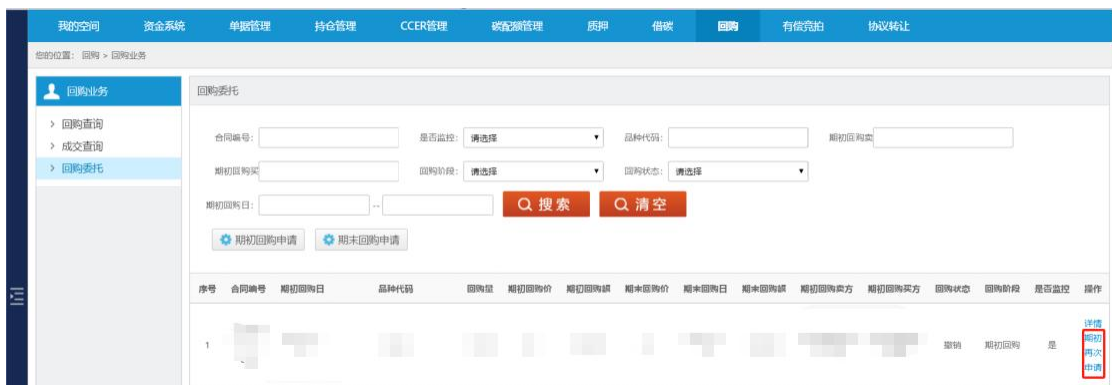 我的空间 资金系统 单据管理 持仓管理 CCER管理 碳配额管理 质押 借碳 回购 有偿竞拍 协议转让
您的位置: 回购 > 回购业务
回购业务
> 回购查询
> 成交查询
> 回购委托
回购委托
合同编号: 是否监控: 请选择 品种代码: 期初回购卖
期初回购买 回购阶段: 请选择 回购状态: 请选择
期初回购日: -- 搜索 清空
期初回购申请 期末回购申请
序号 合同编号 期初回购日 品种代码 回购量 期初回购价 期初回购额 期末回购价 期末回购日 期末回购额 期初回购卖方 期初回购买方 回购状态 回购阶段 是否监控 操作
1 撤销 期初回购 是 详情
期初
再次
申请